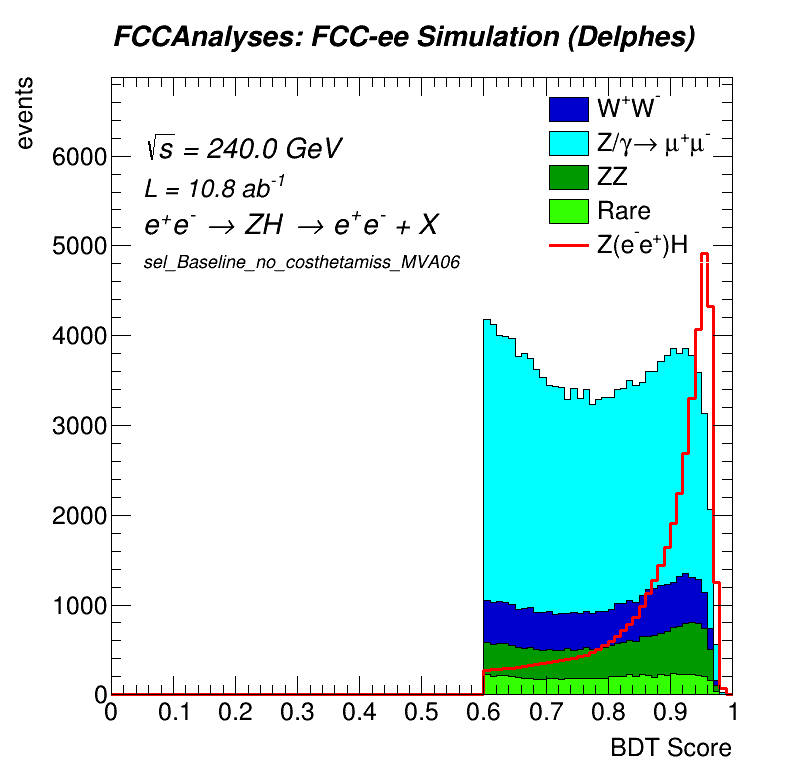 FCCAnalyses: FCC-ee Simulation (Delphes)
events
√s = 240.0 GeV
L = 10.8 ab⁻¹
e⁺e⁻ → ZH → e⁺e⁻ + X
sel_Baseline_no_costhetamiss_MVA06
W⁺W⁻
Z/γ→ μ⁺μ⁻
ZZ
Rare
Z(e⁻e⁺)H
6000
5000
4000
3000
2000
1000
0
0 0.1 0.2 0.3 0.4 0.5 0.6 0.7 0.8 0.9 1
BDT Score